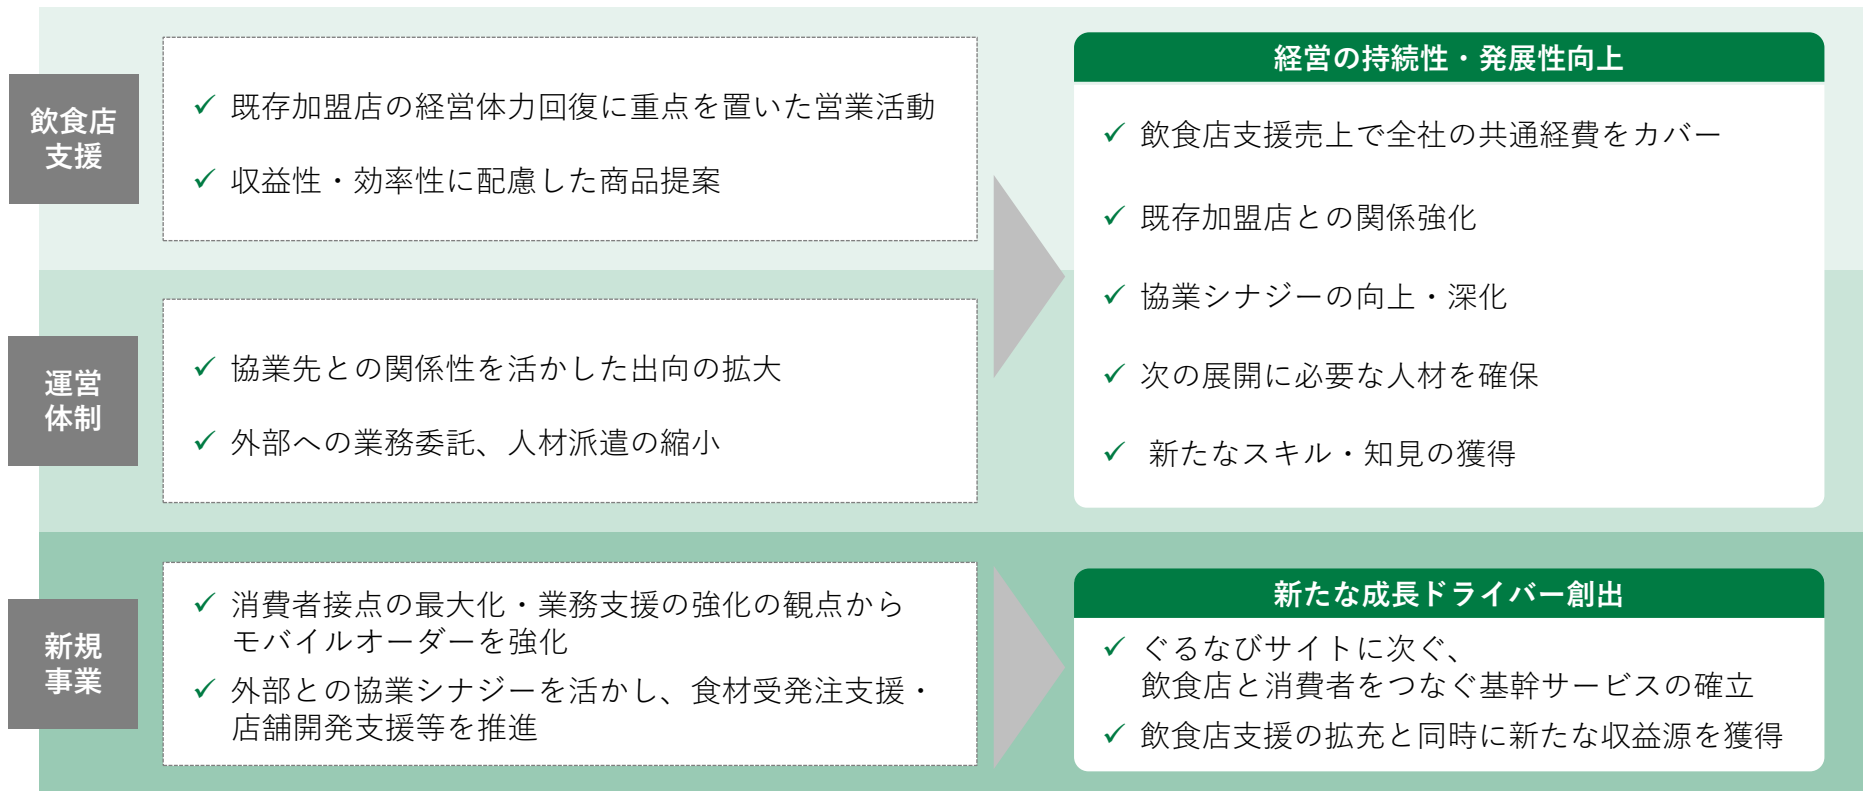 飲食店
支援
既存加盟店の経営体力回復に重点を置いた営業活動
収益性・効率性に配慮した商品提案
運営
体制
協業先との関係性を活かした出向の拡大
外部への業務委託、人材派遣の縮小
経営の持続性・発展性向上
飲食店支援売上で全社の共通経費をカバー
既存加盟店との関係強化
協業シナジーの向上・深化
次の展開に必要な人材を確保
新たなスキル・知見の獲得
新規
事業
消費者接点の最大化・業務支援の強化の観点から
モバイルオーダーを強化
外部との協業シナジーを活かし、食材受発注支援・
店舗開発支援等を推進
新たな成長ドライバー創出
ぐるなびサイトに次ぐ、
飲食店と消費者をつなぐ基幹サービスの確立
飲食店支援の拡充と同時に新たな収益源を獲得